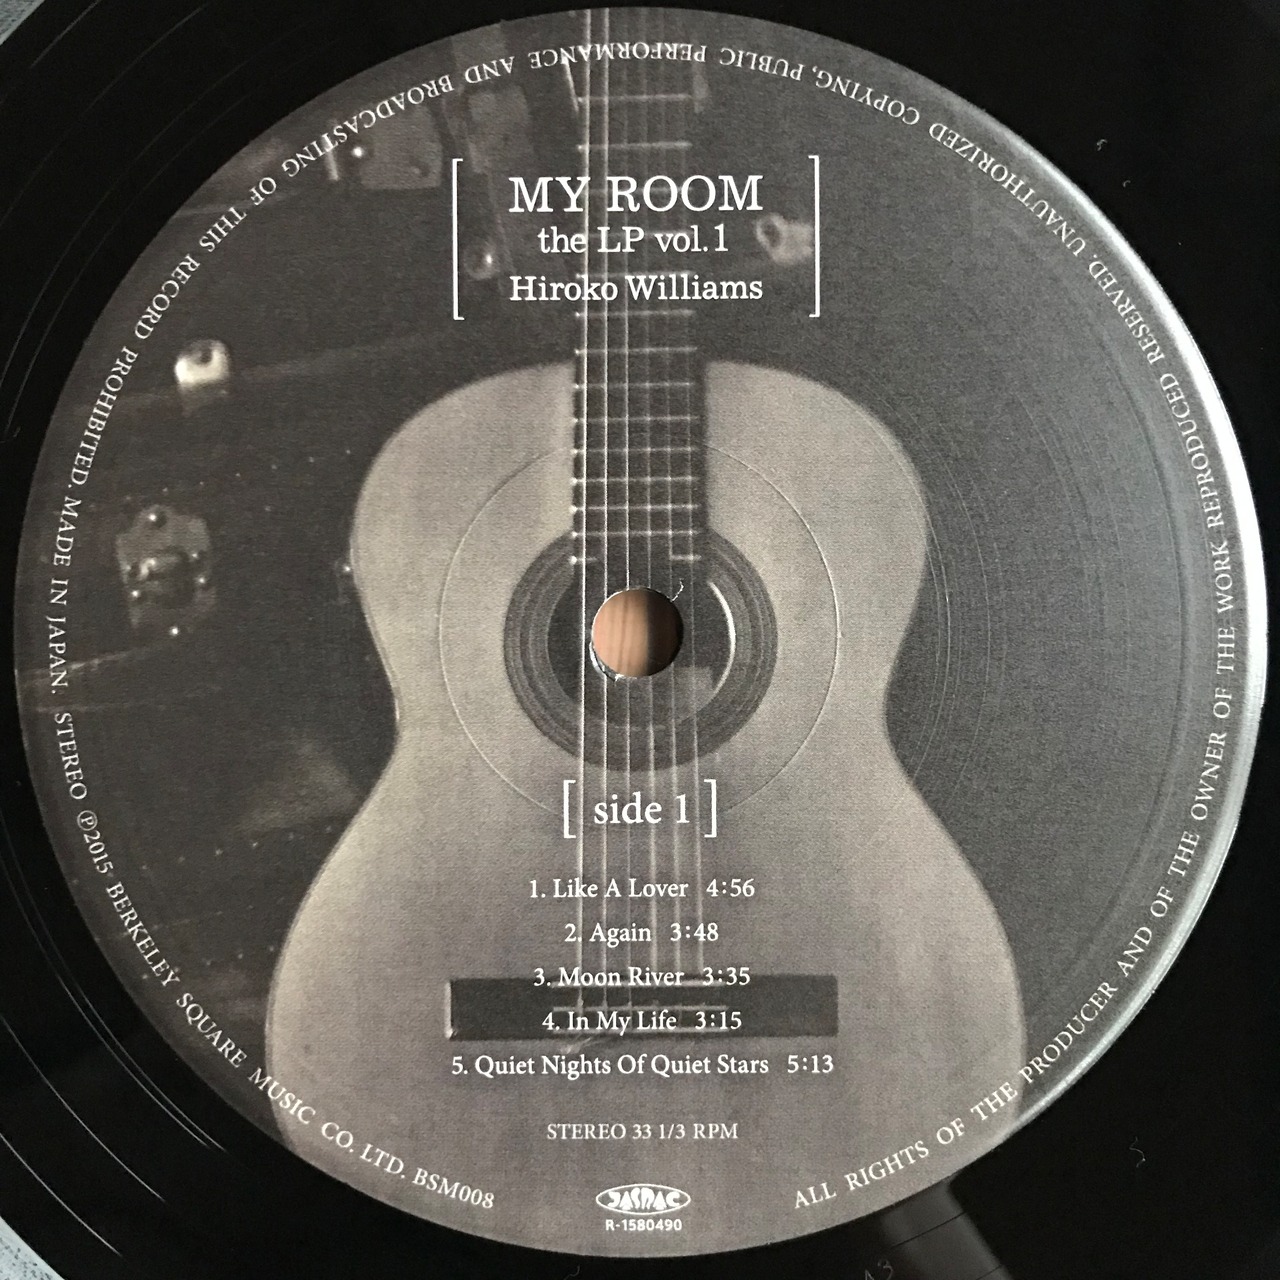 MY ROOM
the LP vol.1
Hiroko Williams
[ side 1 ]
1. Like A Lover 4:56
2. Again 3:48
3. Moon River 3:35
4. In My Life 3:15
5. Quiet Nights Of Quiet Stars 5:13
STEREO 33 1/3 RPM
JASRAC
R-1580490
ALL RIGHTS OF THE PRODUCER AND OF THE OWNER OF THE WORK REPRODUCED RESERVED. UNAUTHORIZED COPYING, PUBLIC PERFORMANCE AND BROADCASTING OF THIS RECORD PROHIBITED. MADE IN JAPAN. STEREO ℗2015 BERKELEY SQUARE MUSIC CO. LTD. BSM008